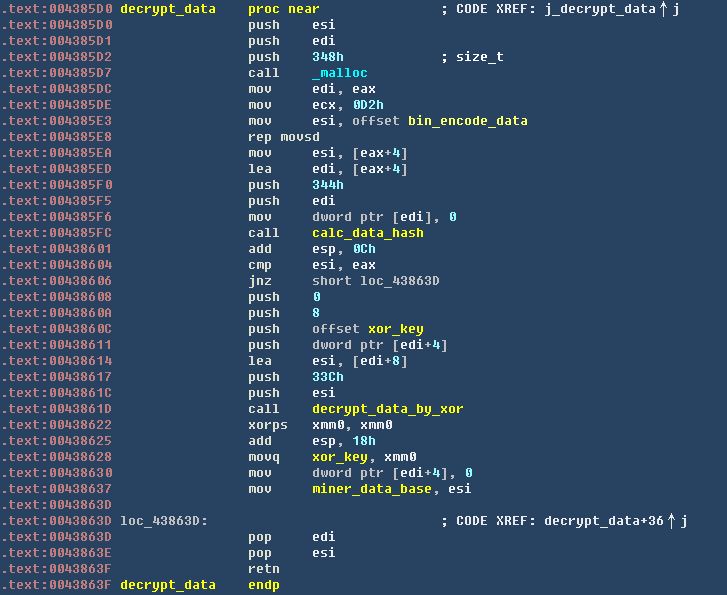 .text:004385D0 decrypt_data proc near ; CODE XREF: j_decrypt_data↑j
.text:004385D0 push esi
.text:004385D1 push edi
.text:004385D2 push 348h ; size_t
.text:004385D7 call _malloc
.text:004385DC mov edi, eax
.text:004385DE mov ecx, 0D2h
.text:004385E3 mov esi, offset bin_encode_data
.text:004385E8 rep movsd
.text:004385EA mov esi, [eax+4]
.text:004385ED lea edi, [eax+4]
.text:004385F0 push 344h
.text:004385F5 push edi
.text:004385F6 mov dword ptr [edi], 0
.text:004385FC call calc_data_hash
.text:00438601 add esp, 0Ch
.text:00438604 cmp esi, eax
.text:00438606 jnz short loc_43863D
.text:00438608 push 0
.text:0043860A push 8
.text:0043860C push offset xor_key
.text:00438611 push dword ptr [edi+4]
.text:00438614 lea esi, [edi+8]
.text:00438617 push 33Ch
.text:0043861C push esi
.text:0043861D call decrypt_data_by_xor
.text:00438622 xorps xmm0, xmm0
.text:00438625 add esp, 18h
.text:00438628 movq xor_key, xmm0
.text:00438630 mov dword ptr [edi+4], 0
.text:00438637 mov miner_data_base, esi
.text:0043863D
.text:0043863D loc_43863D: ; CODE XREF: decrypt_data+36↑j
.text:0043863D pop edi
.text:0043863E pop esi
.text:0043863F retn
.text:0043863F decrypt_data endp